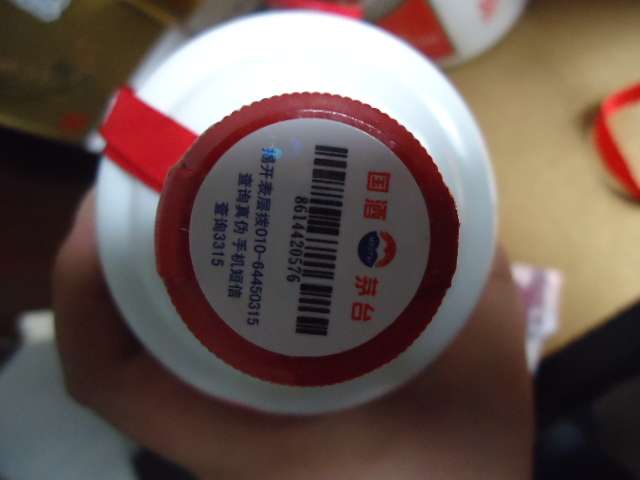 国酒 茅台
8614420576
揭开表层拨010-64450315
查询真伪 手机短信
查询3315